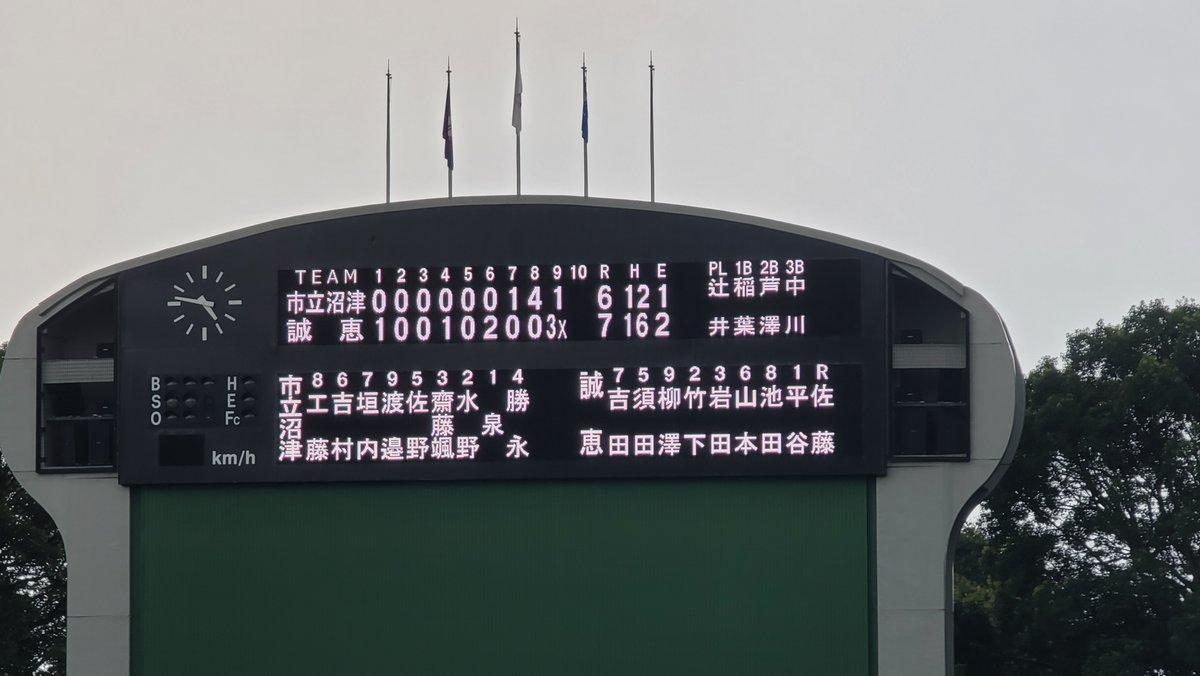 TEAM 1 2 3 4 5 6 7 8 9 10 R H E
市立沼津 0 0 0 0 0 0 1 4 1 6 12 1
誠恵 1 0 0 1 0 2 0 0 3x 7 16 2
PL 1B 2B 3B
辻井 稲葉 芦澤 中川
B H
S E
O Fc
km/h
市立沼津
8 6 7 9 5 3 2 1 4
工藤 吉村 垣内 渡邉 佐野 齋藤颯 水野 泉 勝永
誠恵
7 5 9 2 3 6 8 1 R
吉田 須田 柳澤 竹下 岩田 山本 池田 平谷 佐藤